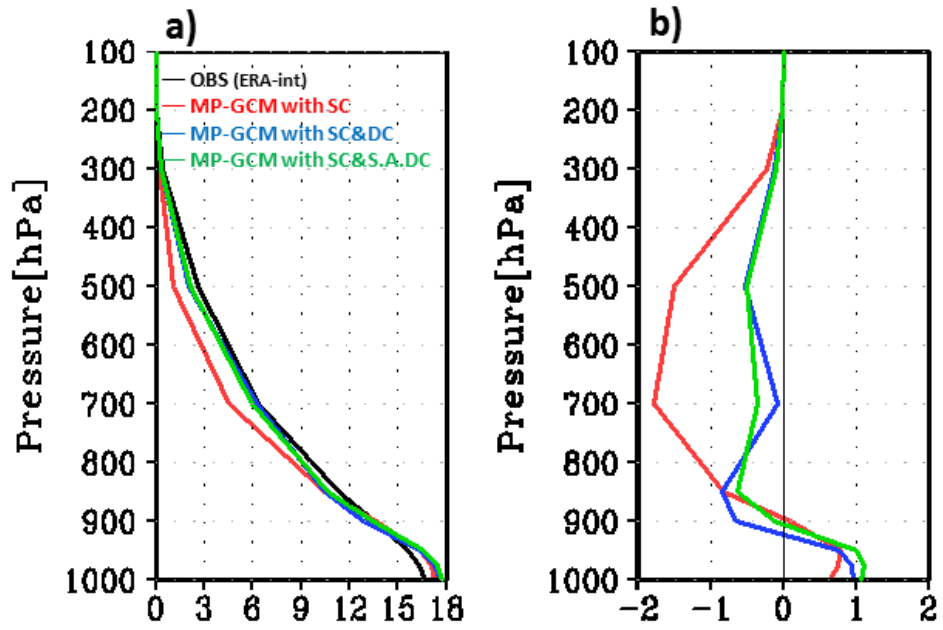 a)
b)
100
200
300
400
500
600
700
800
900
1000
Pressure[hPa]
0 3 6 9 12 15 18
OBS (ERA-int)
MP-GCM with SC
MP-GCM with SC&DC
MP-GCM with SC&S.A.DC
100
200
300
400
500
600
700
800
900
1000
Pressure[hPa]
-2 -1 0 1 2